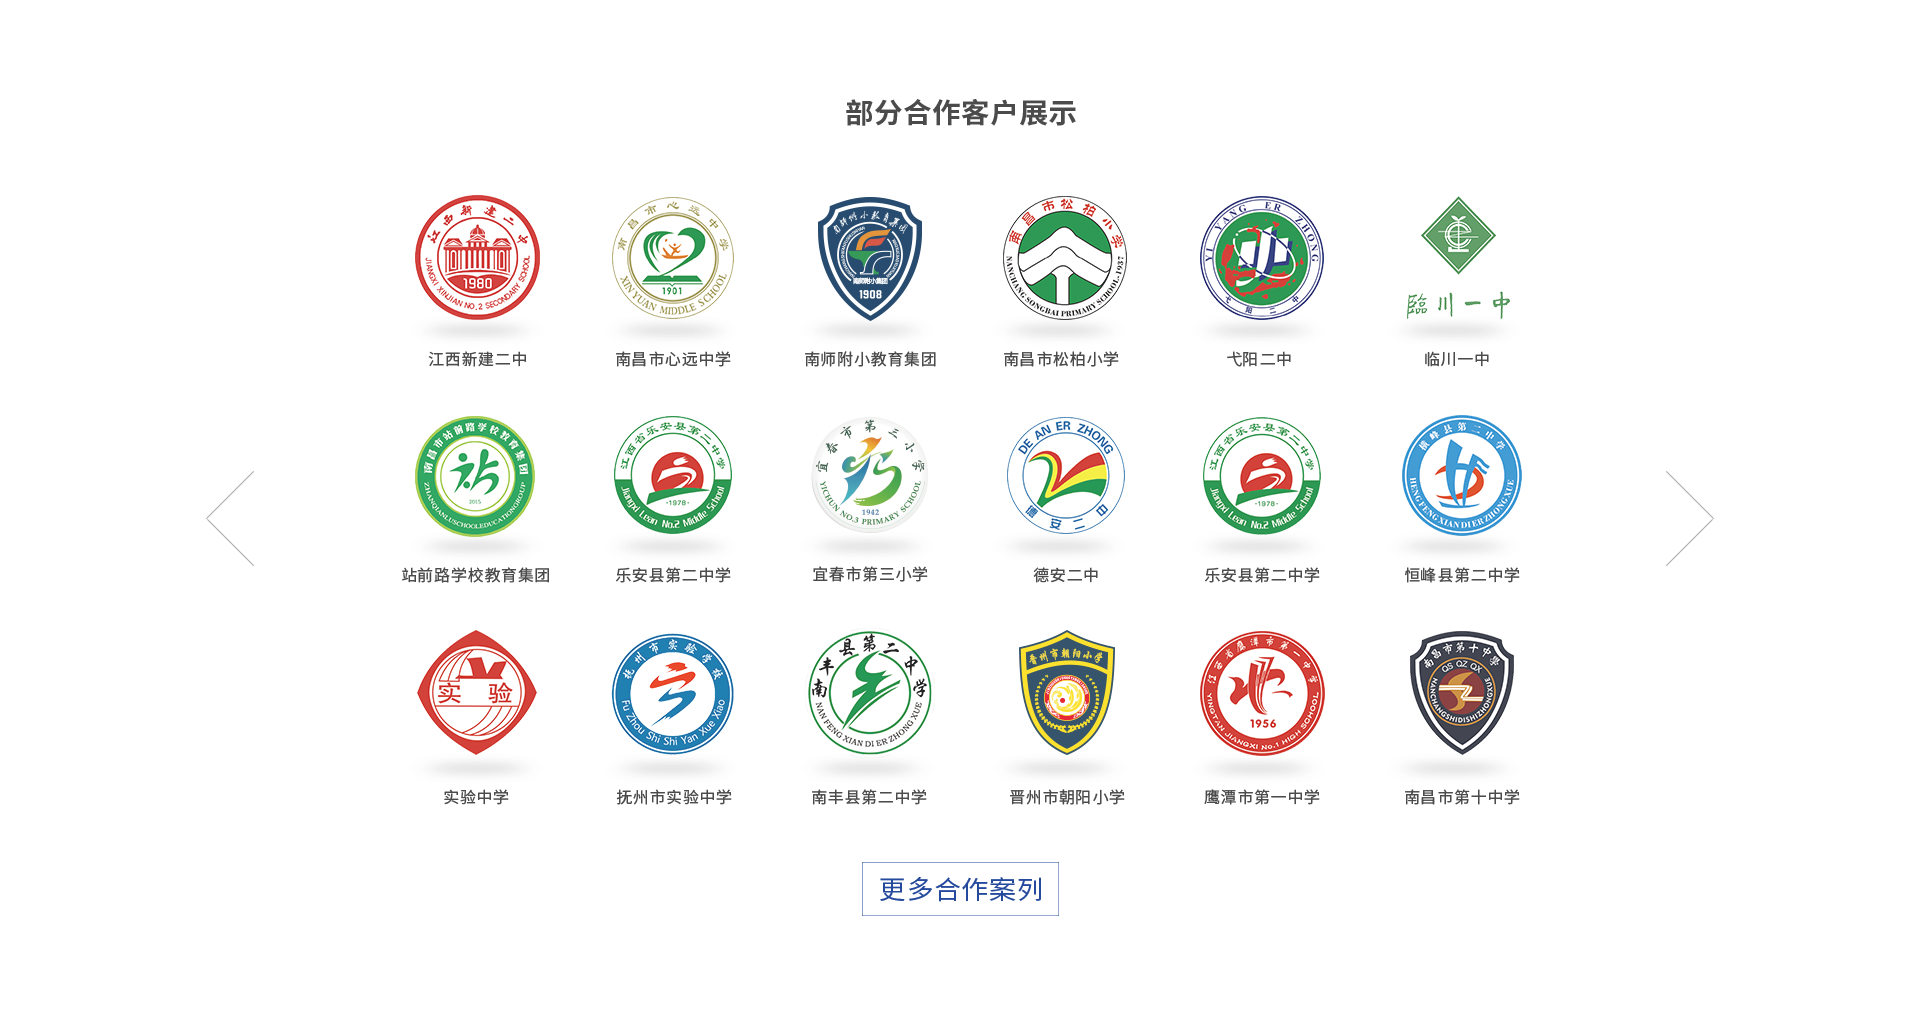 部分合作客户展示
江西新建二中
JIANGXI XINJIAN NO.2 SECONDARY SCHOOL
1980
南昌市心远中学
XIN YUAN MIDDLE SCHOOL
1901
南师附小教育集团
1908
南昌市松柏小学
NANCHANG SONGBAI PRIMARY SCHOOL·1937
YI YANG ER ZHONG
弋阳二中
臨川一中
江西新建二中
南昌市心远中学
南师附小教育集团
南昌市松柏小学
弋阳二中
临川一中
南昌市站前路学校教育集团
ZHANQIANLUSCHOOLEDUCATIONGROUP
2015
江西省乐安县第二中学
·1978·
Jiangxi Lean No.2 Middle School
宜春市第三小学
1942
YICHUN NO.3 PRIMARY SCHOOL
DE AN ER ZHONG
德安二中
江西省乐安县第二中学
·1978·
Jiangxi Lean No.2 Middle School
横峰县第二中学
HENG FENG XIAN DI ER ZHONG XUE
站前路学校教育集团
乐安县第二中学
宜春市第三小学
德安二中
乐安县第二中学
恒峰县第二中学
实验
抚州市实验学校
Fu Zhou Shi Shi Yan Xue Xiao
南丰县第二中学
NAN FENG XIAN DI ER ZHONG XUE
晋州市朝阳小学
江西省鹰潭市第一中学
1956
YINGTAN JIANGXI No.1 HIGH SCHOOL
南昌市第十中学
QS QZ QX
NANCHANGSHIDISHIZHONGXUE
实验中学
抚州市实验中学
南丰县第二中学
晋州市朝阳小学
鹰潭市第一中学
南昌市第十中学
更多合作案列